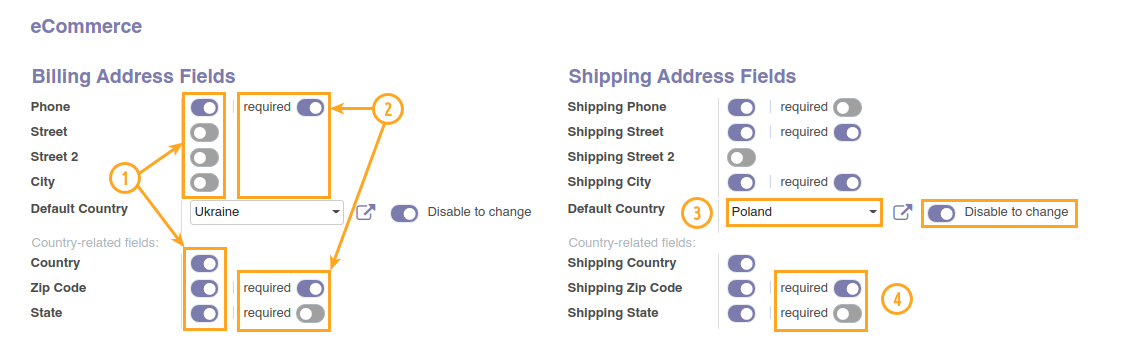 eCommerce
Billing Address Fields
Phone required
Street
Street 2
City
Default Country Ukraine Disable to change
Country-related fields:
Country
Zip Code required
State required
1
2
Shipping Address Fields
Shipping Phone required
Shipping Street required
Shipping Street 2
Shipping City required
Default Country 3 Poland Disable to change
Country-related fields:
Shipping Country
Shipping Zip Code required
Shipping State required
4